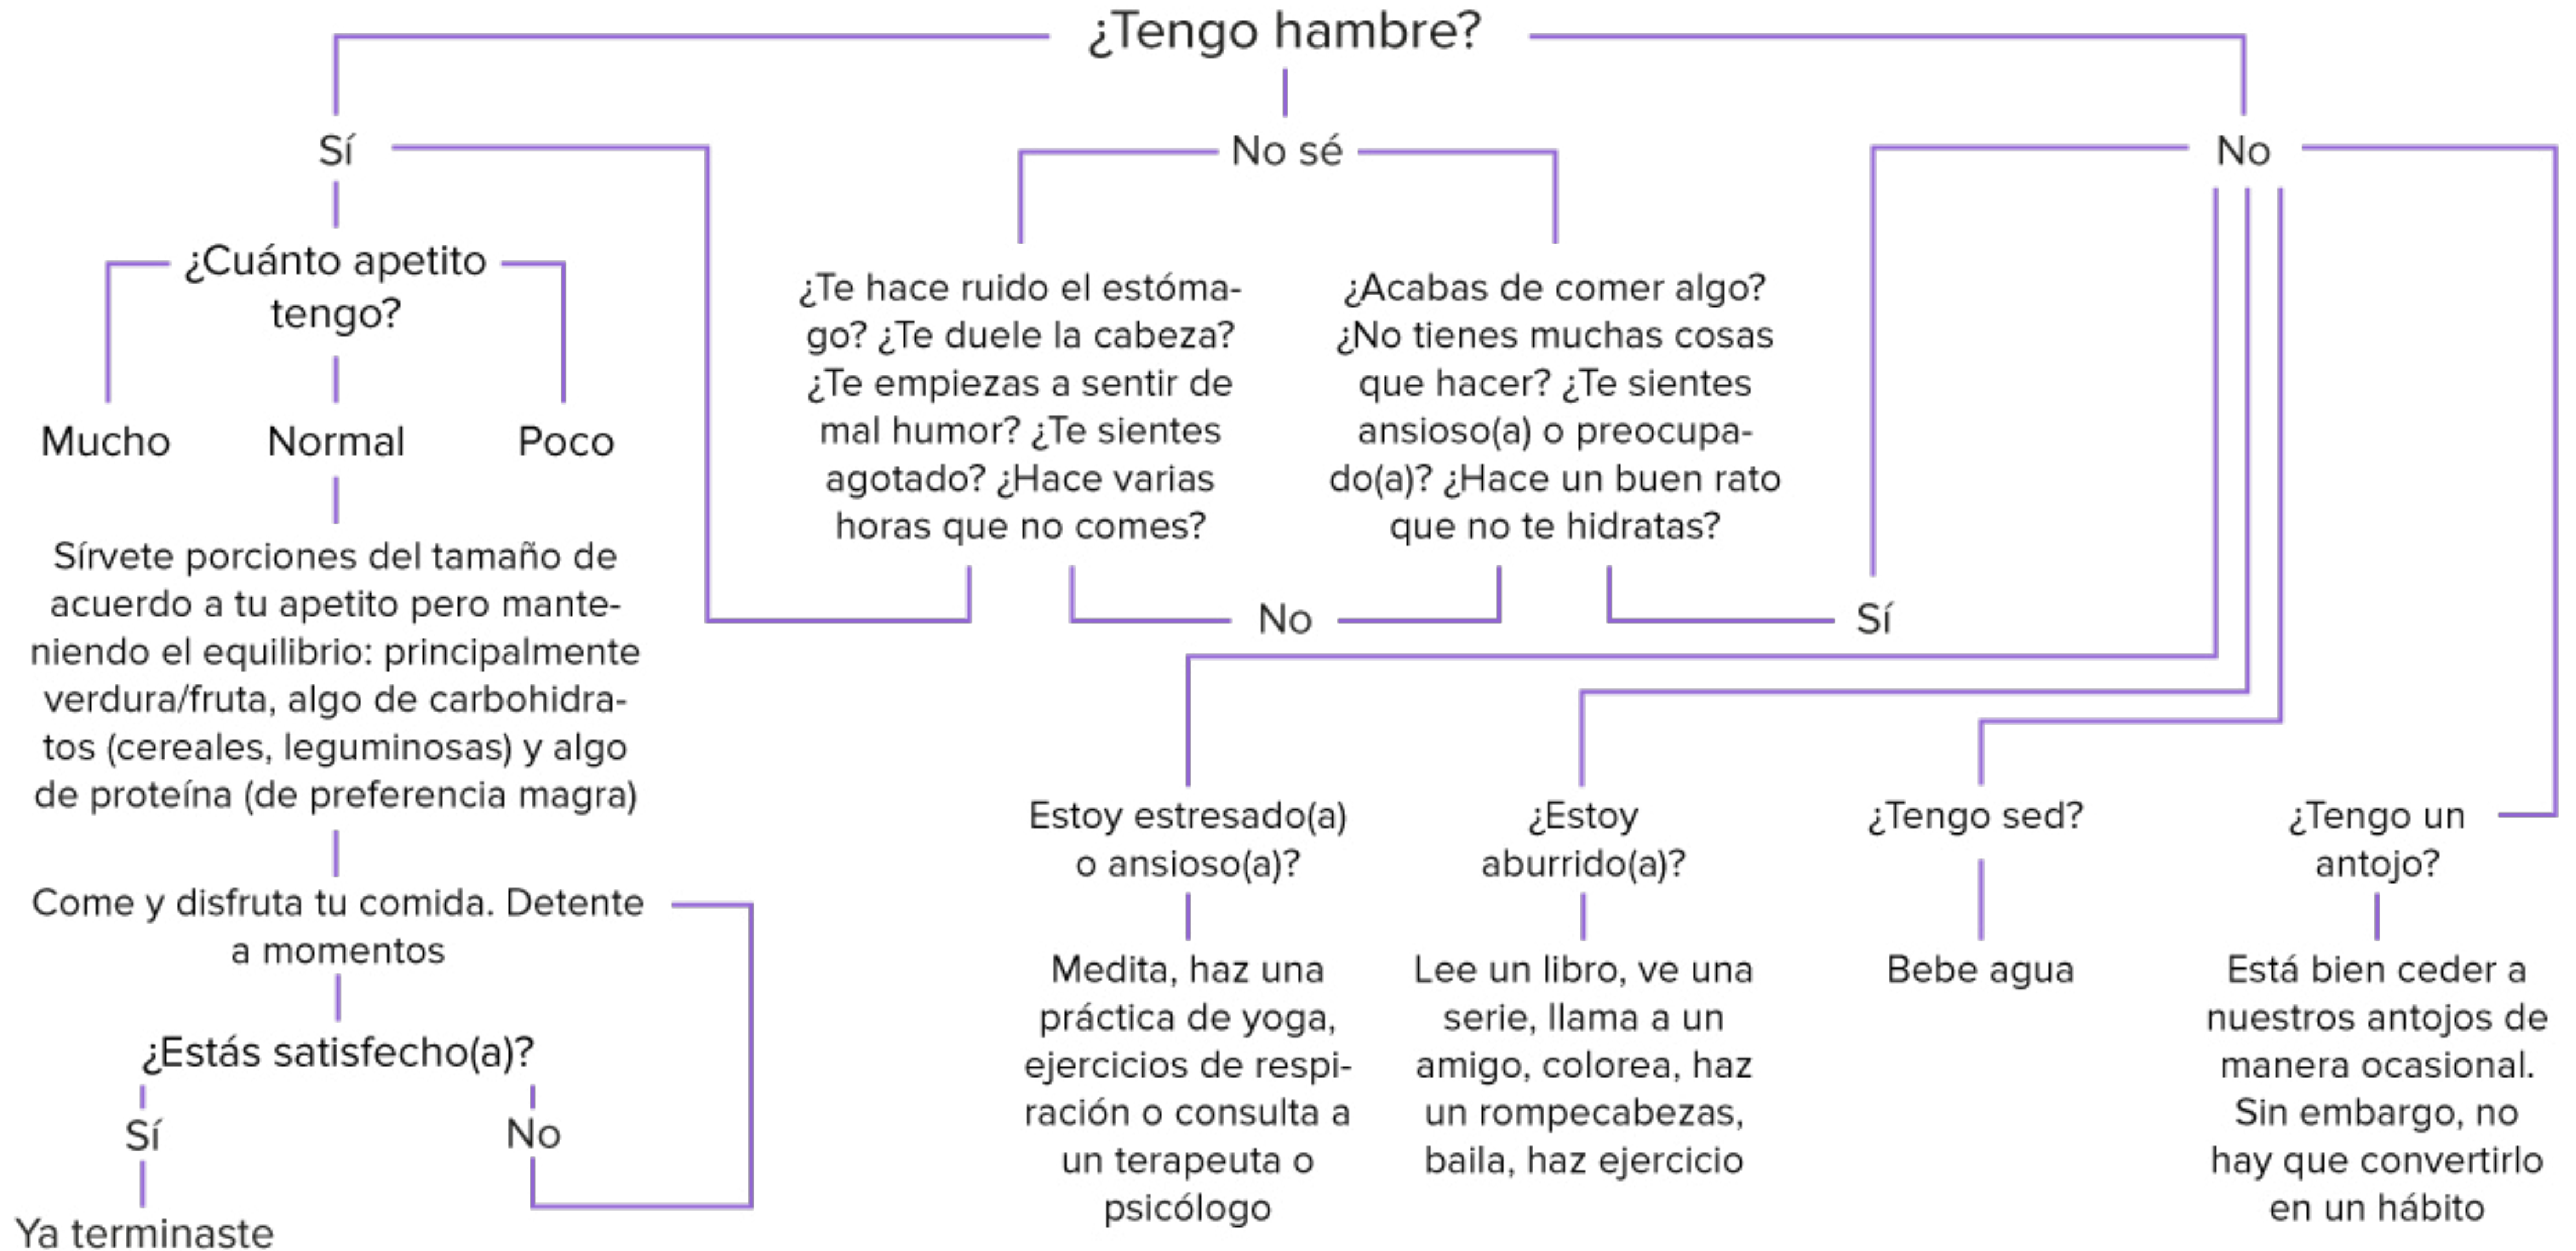 ¿Tengo hambre?
Sí
No sé
No
¿Cuánto apetito
tengo?
Mucho
Normal
Poco
Sírvete porciones del tamaño de
acuerdo a tu apetito pero mante-
niendo el equilibrio: principalmente
verdura/fruta, algo de carbohidra-
tos (cereales, leguminosas) y algo
de proteína (de preferencia magra)
Come y disfruta tu comida. Detente
a momentos
¿Estás satisfecho(a)?
Sí
No
Ya terminaste
¿Te hace ruido el estóma-
go? ¿Te duele la cabeza?
¿Te empiezas a sentir de
mal humor? ¿Te sientes
agotado? ¿Hace varias
horas que no comes?
¿Acabas de comer algo?
¿No tienes muchas cosas
que hacer? ¿Te sientes
ansioso(a) o preocupa-
do(a)? ¿Hace un buen rato
que no te hidratas?
No
Sí
Estoy estresado(a)
o ansioso(a)?
Medita, haz una
práctica de yoga,
ejercicios de respi-
ración o consulta a
un terapeuta o
psicólogo
¿Estoy
aburrido(a)?
Lee un libro, ve una
serie, llama a un
amigo, colorea, haz
un rompecabezas,
baila, haz ejercicio
¿Tengo sed?
Bebe agua
¿Tengo un
antojo?
Está bien ceder a
nuestros antojos de
manera ocasional.
Sin embargo, no
hay que convertirlo
en un hábito